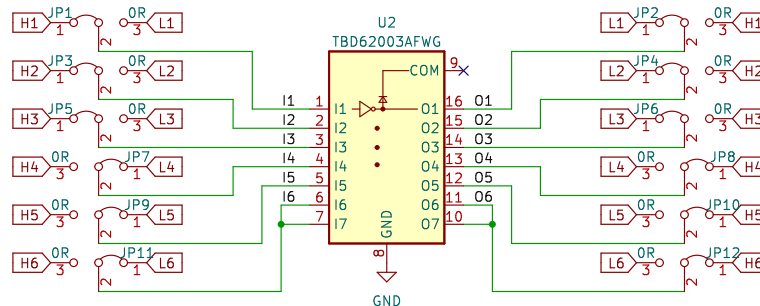 H1 JP1 0R L1
1 3
2
H2 JP3 0R L2
1 3
2
H3 JP5 0R L3
1 3
2
H4 0R JP7 L4
3 1
2
H5 0R JP9 L5
3 1
2
H6 0R JP11 L6
3 1
2
U2
TBD62003AFWG
COM 9
I1 1 I1 O1 16 O1
I2 2 I2 O2 15 O2
I3 3 I3 O3 14 O3
I4 4 I4 O4 13 O4
I5 5 I5 O5 12 O5
I6 6 I6 O6 11 O6
7 I7 O7 10
GND
8
GND
L1 JP2 0R H1
1 3
2
L2 JP4 0R H2
1 3
2
L3 JP6 0R H3
1 3
2
L4 0R JP8 H4
3 1
2
L5 0R JP10 H5
3 1
2
L6 0R JP12 H6
3 1
2